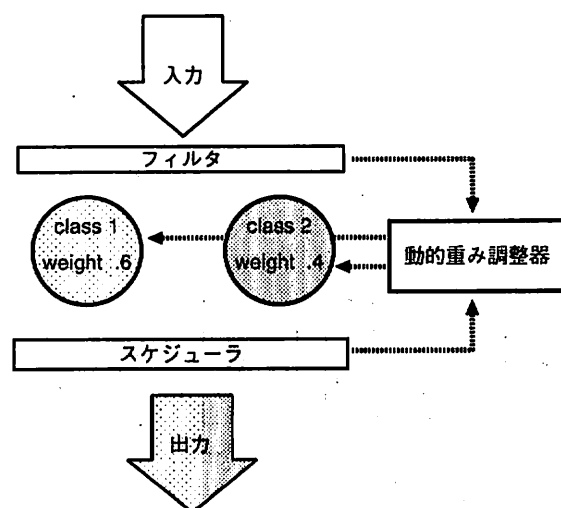 入力
フィルタ
class 1
weight .6
class 2
weight .4
動的重み調整器
スケジューラ
出力